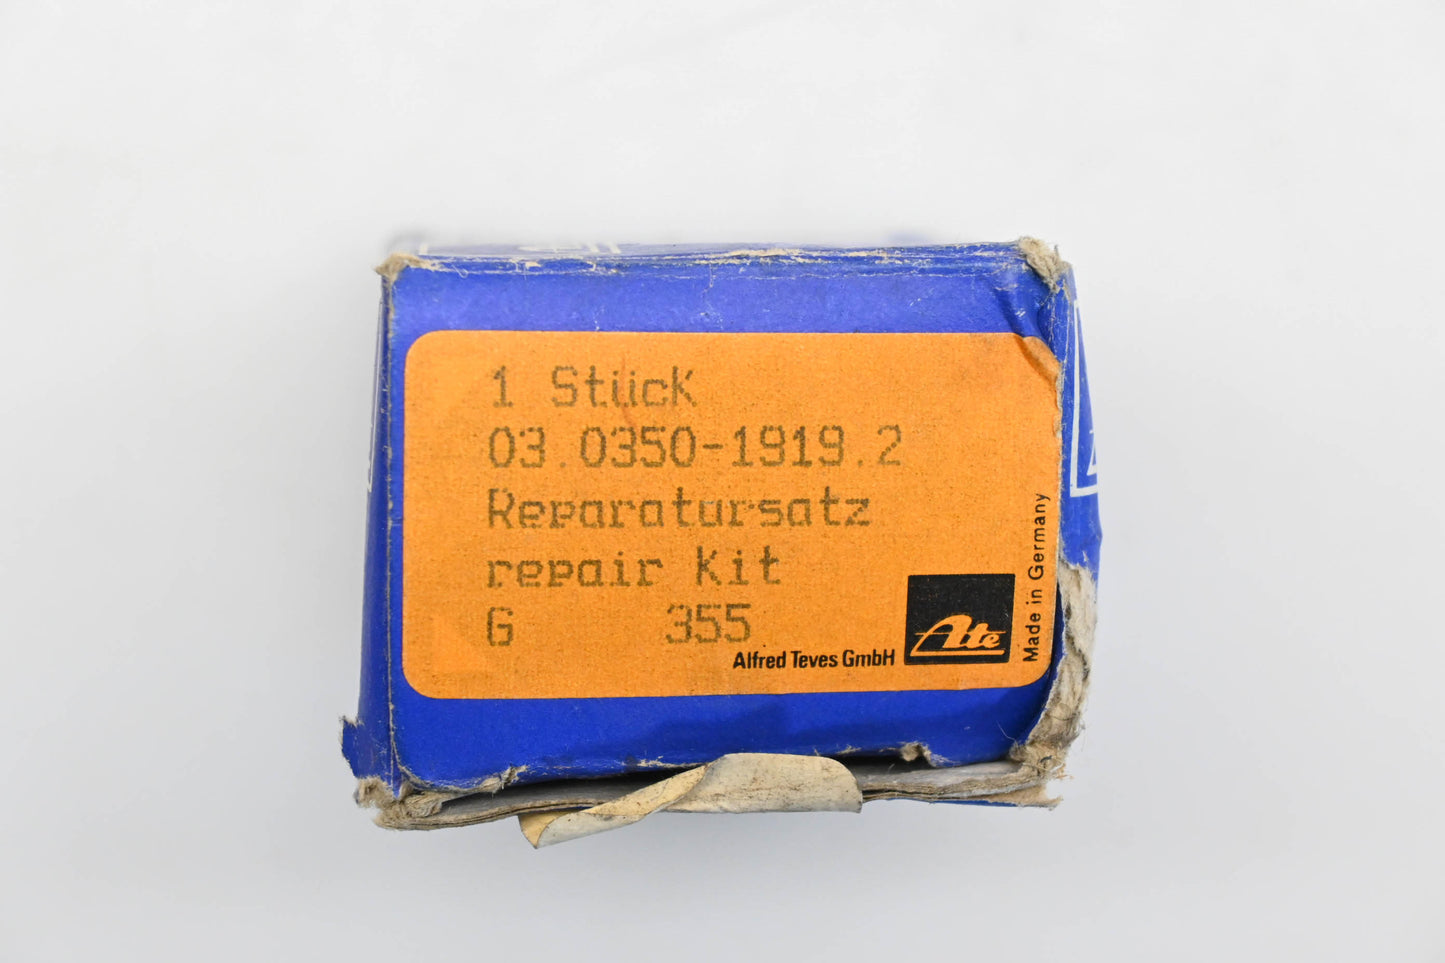 1 Stück
03.0350-1919.2
Reparatursatz
repair kit
G 355
Alfred Teves GmbH
Ate
Made in Germany